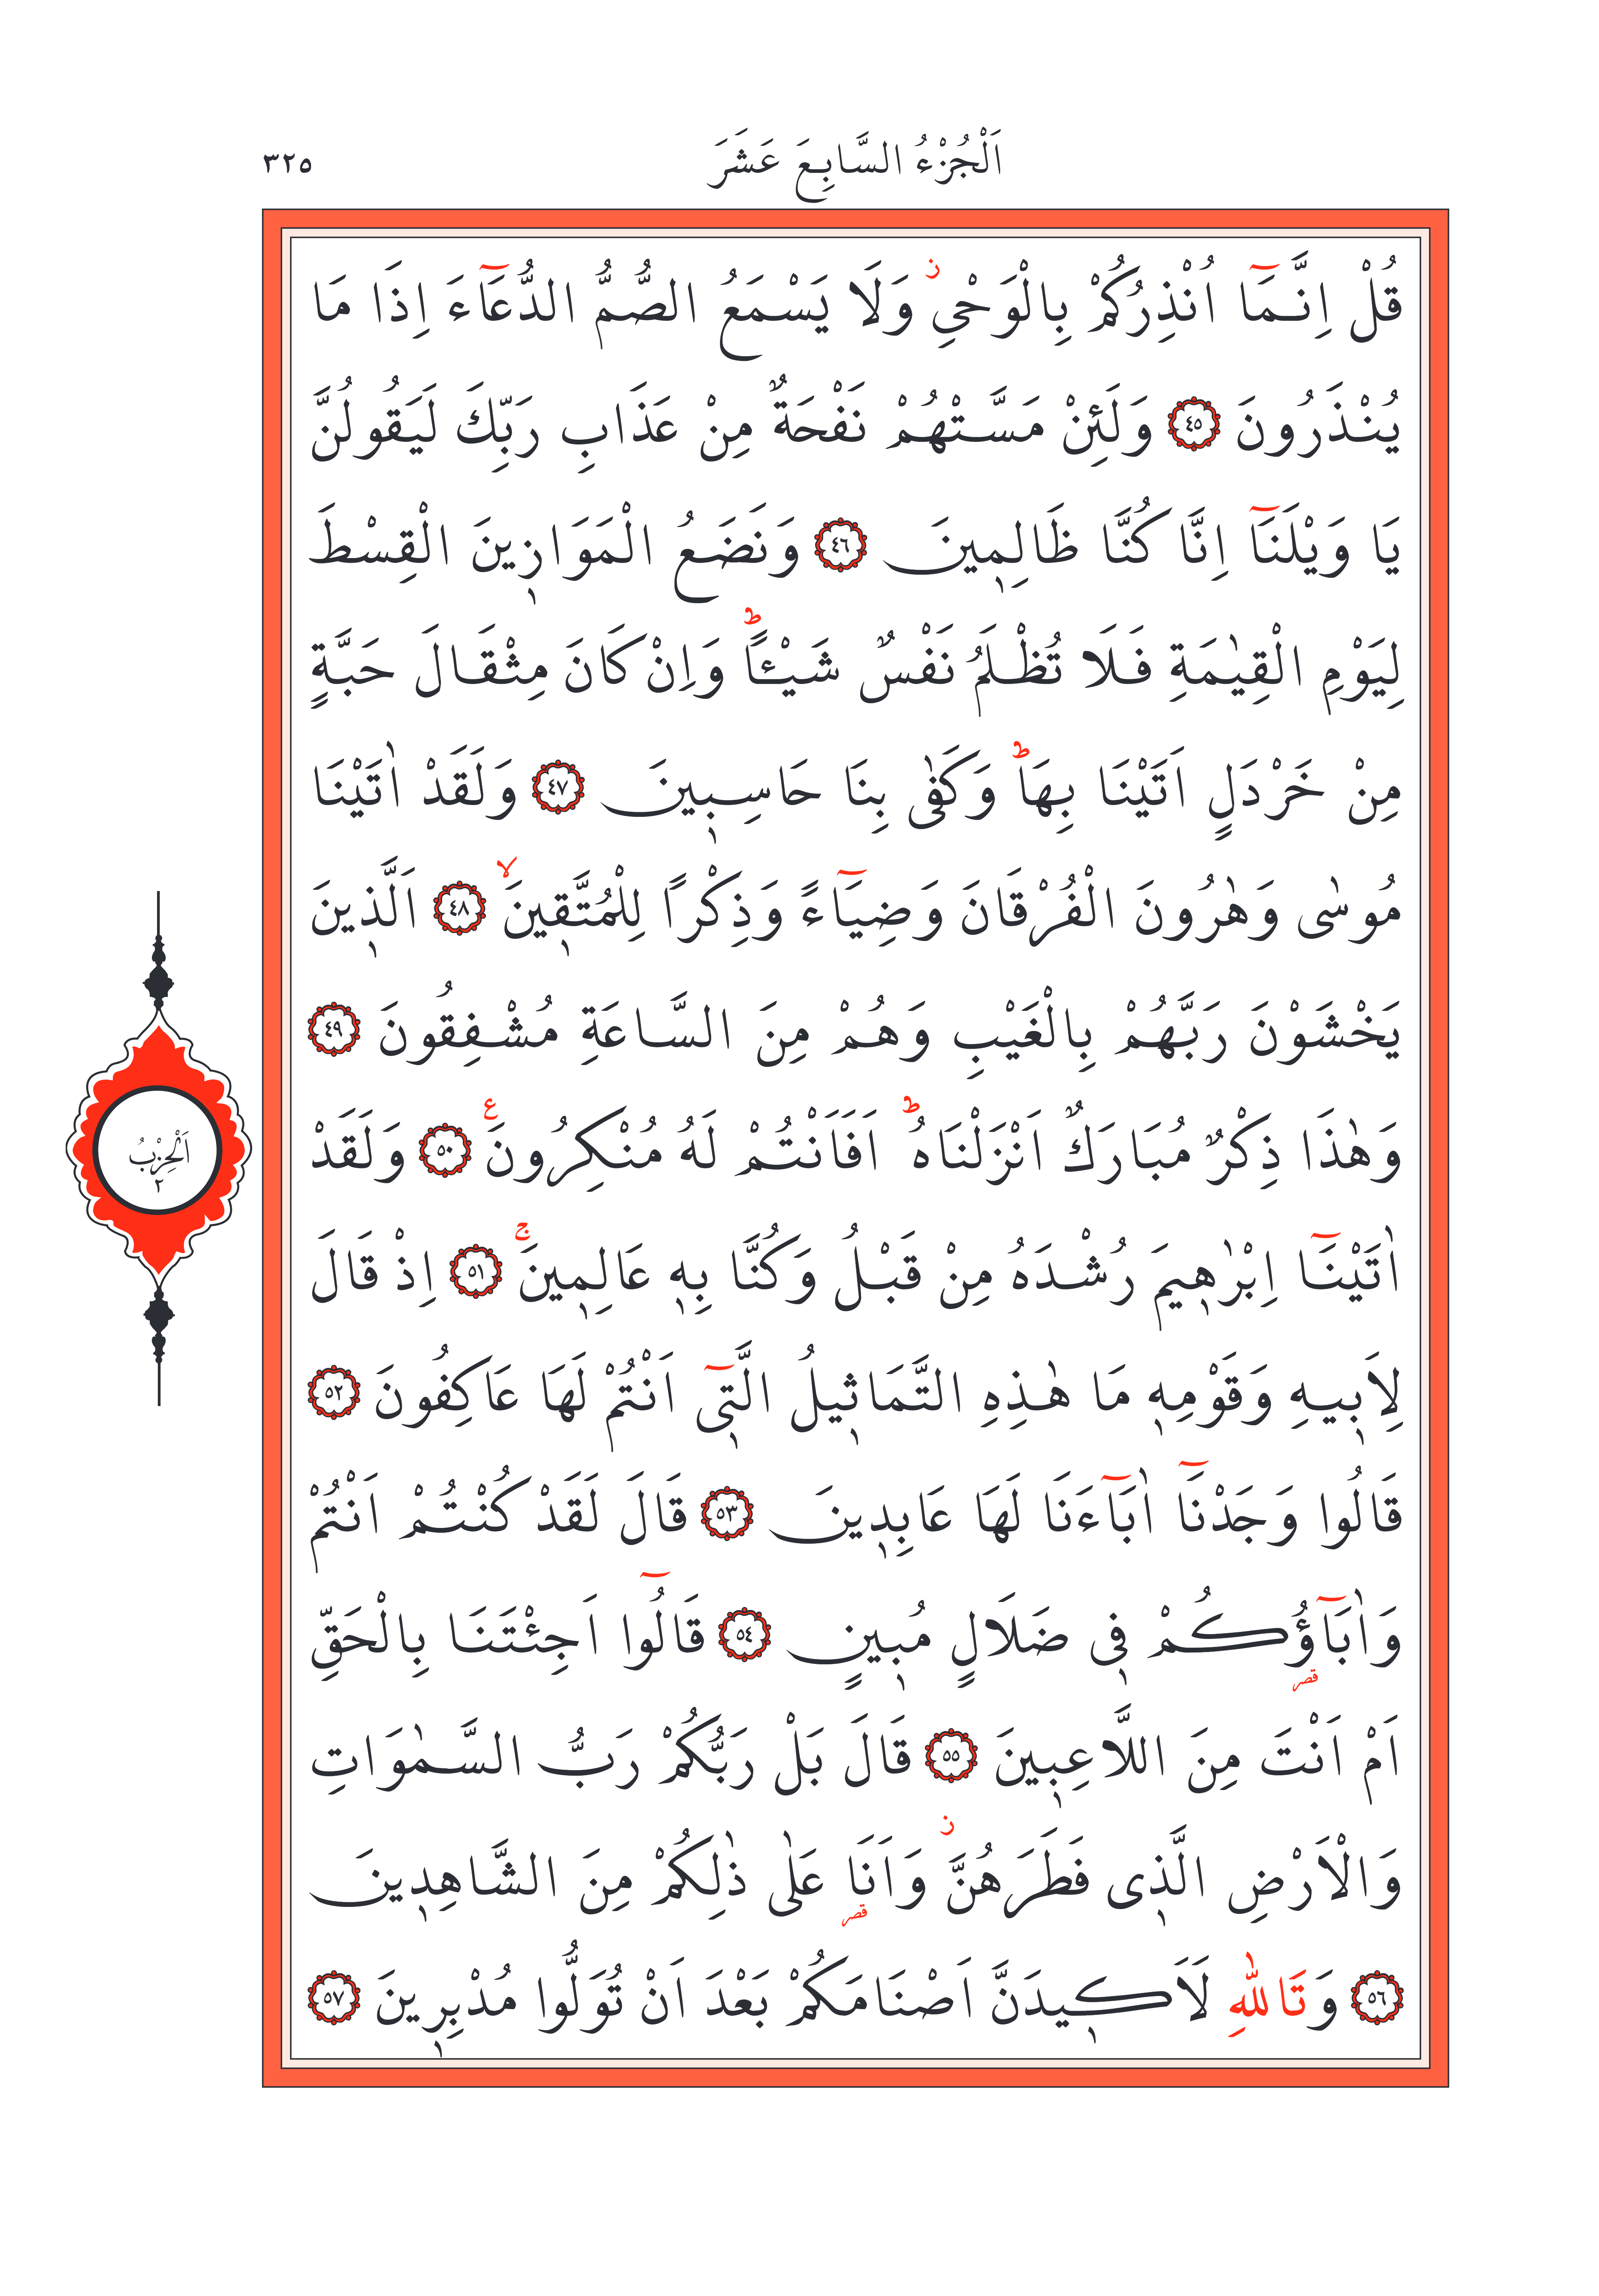 اَلْجُزْءُ السَّابِعَ عَشَرَ
٣٢٥
قُلْ اِنَّمَٓا اُنْذِرُكُمْ بِالْوَحْيِۘ وَلَا يَسْمَعُ الصُّمُّ الدُّعَٓاءَ اِذَا مَا
يُنْذَرُونَ ﴿٤٥﴾ وَلَئِنْ مَسَّتْهُمْ نَفْحَةٌ مِنْ عَذَابِ رَبِّكَ لَيَقُولُنَّ
يَا وَيْلَنَٓا اِنَّا كُنَّا ظَالِم۪ينَ ﴿٤٦﴾ وَنَضَعُ الْمَوَاز۪ينَ الْقِسْطَ
لِيَوْمِ الْقِيٰمَةِ فَلَا تُظْلَمُ نَفْسٌ شَيْـًٔاۜ وَاِنْ كَانَ مِثْقَالَ حَبَّةٍ
مِنْ خَرْدَلٍ اَتَيْنَا بِهَاۜ وَكَفٰى بِنَا حَاسِب۪ينَ ﴿٤٧﴾ وَلَقَدْ اٰتَيْنَا
مُوسٰى وَهٰرُونَ الْفُرْقَانَ وَضِيَٓاءً وَذِكْرًا لِلْمُتَّق۪ينَۙ ﴿٤٨﴾ اَلَّذ۪ينَ
يَخْشَوْنَ رَبَّهُمْ بِالْغَيْبِ وَهُمْ مِنَ السَّاعَةِ مُشْفِقُونَ ﴿٤٩﴾
وَهٰذَا ذِكْرٌ مُبَارَكٌ اَنْزَلْنَاهُۜ اَفَاَنْتُمْ لَهُ مُنْكِرُونَ۟ ﴿٥٠﴾ وَلَقَدْ
اٰتَيْنَٓا اِبْرٰه۪يمَ رُشْدَهُ مِنْ قَبْلُ وَكُنَّا بِه۪ عَالِم۪ينَۚ ﴿٥١﴾ اِذْ قَالَ
لِاَب۪يهِ وَقَوْمِه۪ مَا هٰذِهِ التَّمَاث۪يلُ الَّت۪ٓى اَنْتُمْ لَهَا عَاكِفُونَ ﴿٥٢﴾
قَالُوا وَجَدْنَٓا اٰبَٓاءَنَا لَهَا عَابِد۪ينَ ﴿٥٣﴾ قَالَ لَقَدْ كُنْتُمْ اَنْتُمْ
وَاٰبَٓاؤُ۬كُمْ ف۪ى ضَلَالٍ مُب۪ينٍ ﴿٥٤﴾ قَالُٓوا اَجِئْتَنَا بِالْحَقِّ
اَمْ اَنْتَ مِنَ اللَّاعِب۪ينَ ﴿٥٥﴾ قَالَ بَلْ رَبُّكُمْ رَبُّ السَّمٰوَاتِ
وَالْاَرْضِ الَّذ۪ى فَطَرَهُنَّۘ وَاَنَا۬ عَلٰى ذٰلِكُمْ مِنَ الشَّاهِد۪ينَ
﴿٥٦﴾ وَتَاللّٰهِ لَاَك۪يدَنَّ اَصْنَامَكُمْ بَعْدَ اَنْ تُوَلُّوا مُدْبِر۪ينَ ﴿٥٧﴾
اَلْحِزْبُ
٢